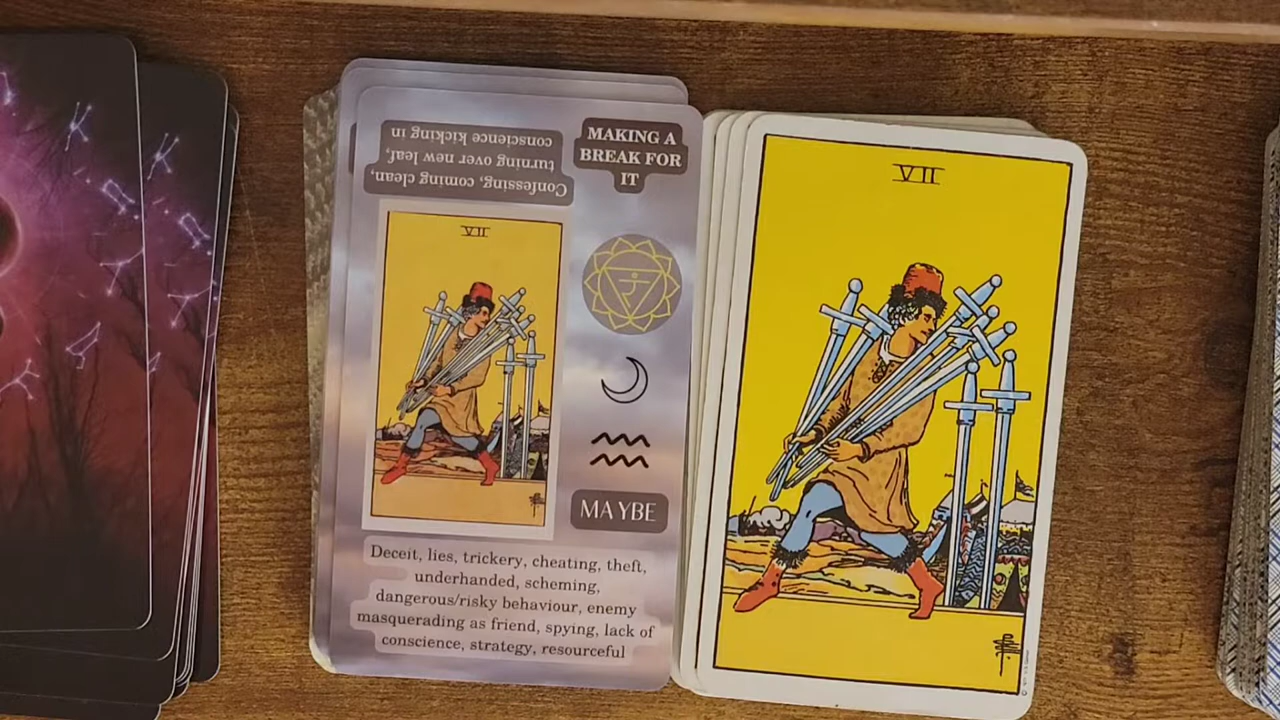 Confessing, coming clean,
turning over new leaf,
conscience kicking in
MAKING A
BREAK FOR
IT
VII
MAYBE
Deceit, lies, trickery, cheating, theft,
underhanded, scheming,
dangerous/risky behaviour, enemy
masquerading as friend, spying, lack of
conscience, strategy, resourceful
VII